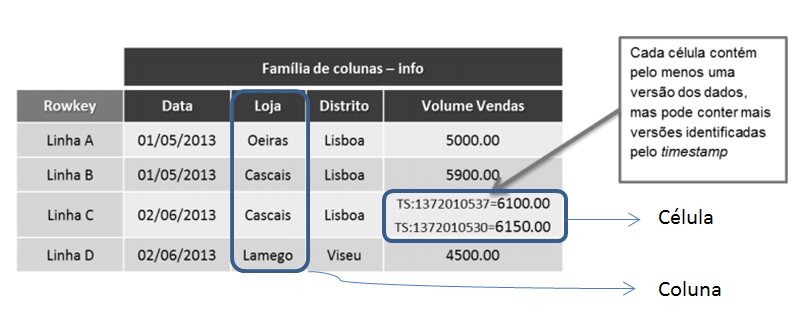 Família de colunas – info
Rowkey Data Loja Distrito Volume Vendas
Linha A 01/05/2013 Oeiras Lisboa 5000.00
Linha B 01/05/2013 Cascais Lisboa 5900.00
Linha C 02/06/2013 Cascais Lisboa TS:1372010537=6100.00
TS:1372010530=6150.00
Linha D 02/06/2013 Lamego Viseu 4500.00
Cada célula contém
pelo menos uma
versão dos dados,
mas pode conter mais
versões identificadas
pelo timestamp
Célula
Coluna